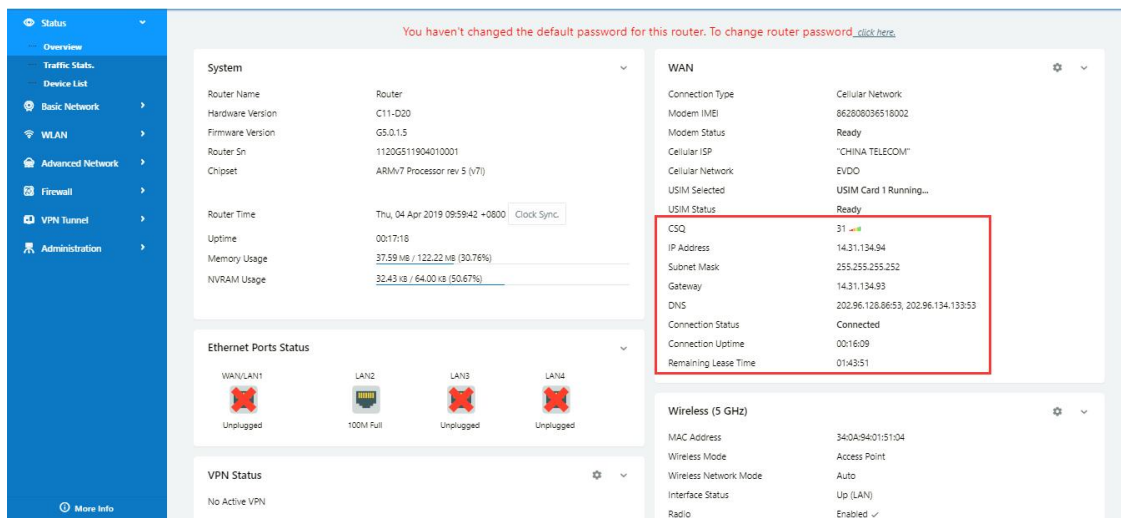 Status
Overview
Traffic Stats.
Device List
Basic Network
WLAN
Advanced Network
Firewall
VPN Tunnel
Administration
More Info
You haven't changed the default password for this router. To change router password click here.
System
Router Name Router
Hardware Version C11-D20
Firmware Version G5.0.1.5
Router Sn 1120G511904010001
Chipset ARMv7 Processor rev 5 (v7l)
Router Time Thu, 04 Apr 2019 09:59:42 +0800 Clock Sync.
Uptime 00:17:18
Memory Usage 37.59 MB / 122.22 MB (30.76%)
NVRAM Usage 32.43 KB / 64.00 KB (50.67%)
Ethernet Ports Status
WAN/LAN1 LAN2 LAN3 LAN4
Unplugged 100M Full Unplugged Unplugged
VPN Status
No Active VPN
WAN
Connection Type Cellular Network
Modem IMEI 862808036518002
Modem Status Ready
Cellular ISP "CHINA TELECOM"
Cellular Network EVDO
USIM Selected USIM Card 1 Running...
USIM Status Ready
CSQ 31
IP Address 14.31.134.94
Subnet Mask 255.255.255.252
Gateway 14.31.134.93
DNS 202.96.128.86:53, 202.96.134.133:53
Connection Status Connected
Connection Uptime 00:16:09
Remaining Lease Time 01:43:51
Wireless (5 GHz)
MAC Address 34:0A:94:01:51:04
Wireless Mode Access Point
Wireless Network Mode Auto
Interface Status Up (LAN)
Radio Enabled ✓